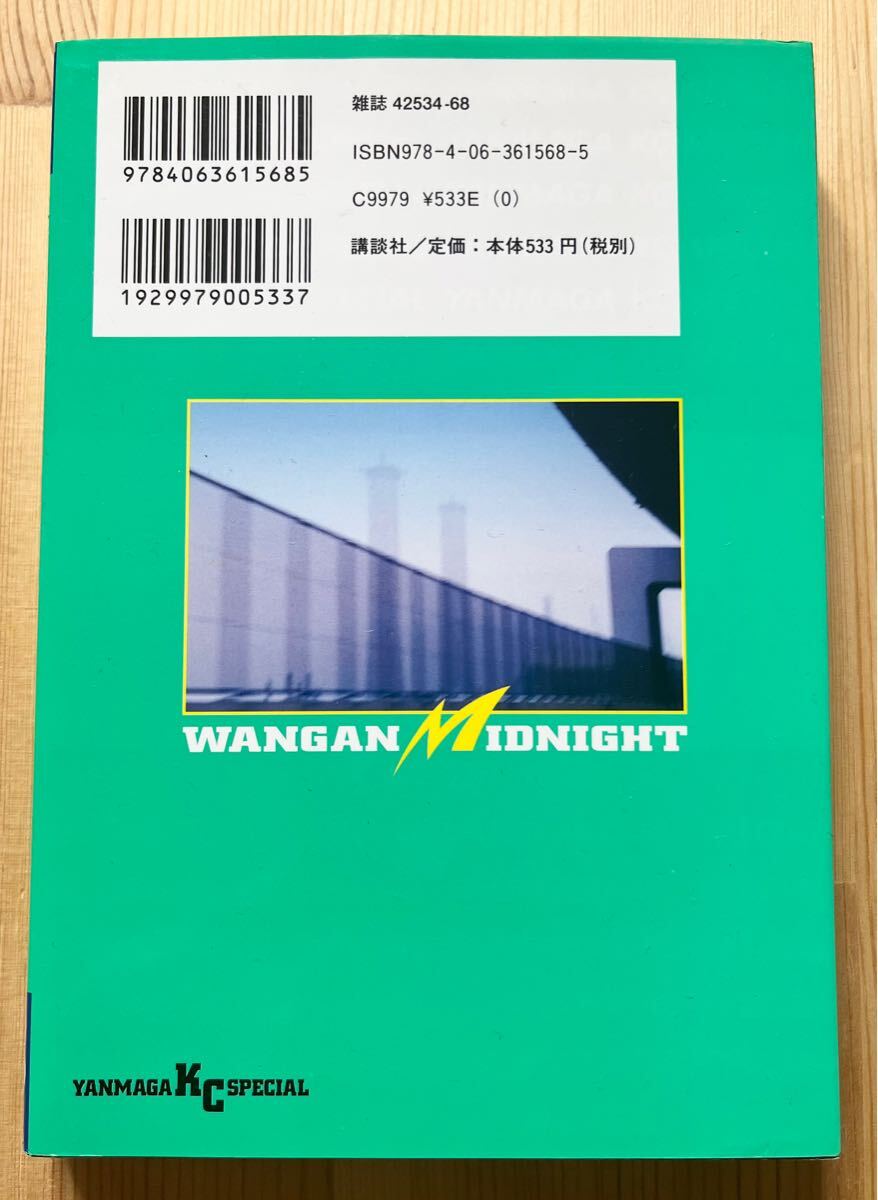 雑誌 42534-68
9784063615685
ISBN978-4-06-361568-5
C9979 ¥533E (0)
1929979005337
講談社／定価：本体533円(税別)
WANGAN MIDNIGHT
YANMAGA KC SPECIAL